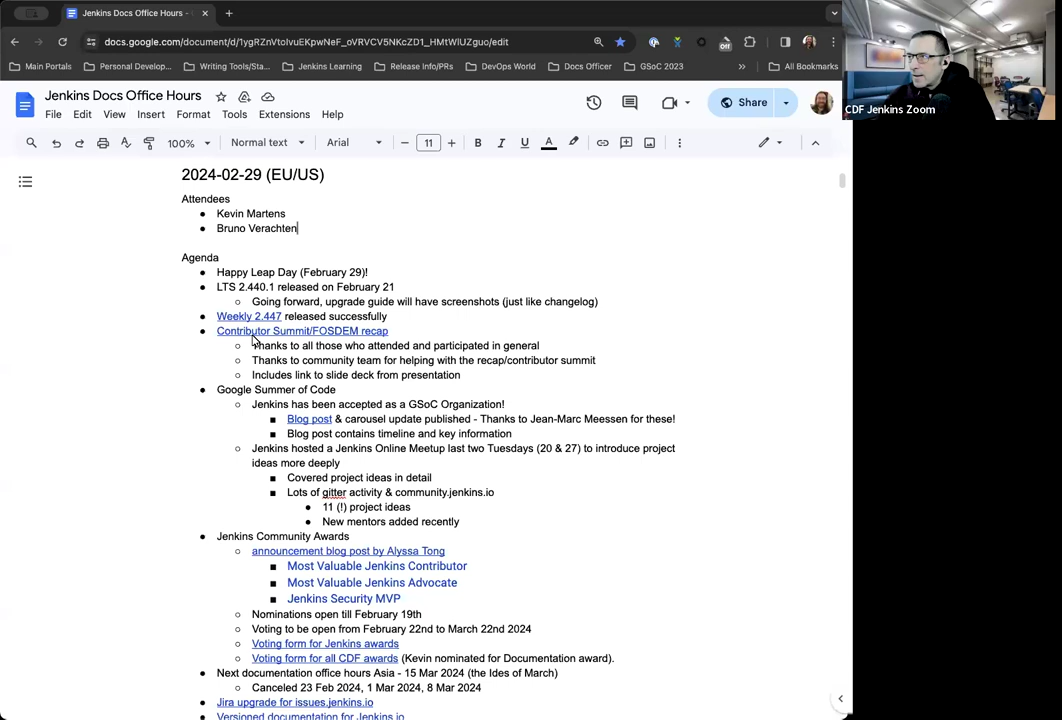 Jenkins Docs Office Hours -
docs.google.com/document/d/1ygRZnVtoIvuEKpwNeF_oVRVCV5NKcZD1_HMtWIUZguo/edit
Main Portals
Personal Develop...
Writing Tools/Sta...
Jenkins Learning
Release Info/PRs
DevOps World
Docs Officer
GSoC 2023
All Bookmarks
CDF Jenkins Zoom
Jenkins Docs Office Hours
File Edit View Insert Format Tools Extensions Help
Share
100% Normal text Arial 11 B I U A
2024-02-29 (EU/US)
Attendees
Kevin Martens
Bruno Verachten
Agenda
Happy Leap Day (February 29)!
LTS 2.440.1 released on February 21
Going forward, upgrade guide will have screenshots (just like changelog)
Weekly 2.447 released successfully
Contributor Summit/FOSDEM recap
Thanks to all those who attended and participated in general
Thanks to community team for helping with the recap/contributor summit
Includes link to slide deck from presentation
Google Summer of Code
Jenkins has been accepted as a GSoC Organization!
Blog post & carousel update published - Thanks to Jean-Marc Meessen for these!
Blog post contains timeline and key information
Jenkins hosted a Jenkins Online Meetup last two Tuesdays (20 & 27) to introduce project
ideas more deeply
Covered project ideas in detail
Lots of gitter activity & community.jenkins.io
11 (!) project ideas
New mentors added recently
Jenkins Community Awards
announcement blog post by Alyssa Tong
Most Valuable Jenkins Contributor
Most Valuable Jenkins Advocate
Jenkins Security MVP
Nominations open till February 19th
Voting to be open from February 22nd to March 22nd 2024
Voting form for Jenkins awards
Voting form for all CDF awards (Kevin nominated for Documentation award).
Next documentation office hours Asia - 15 Mar 2024 (the Ides of March)
Canceled 23 Feb 2024, 1 Mar 2024, 8 Mar 2024
Jira upgrade for issues.jenkins.io
Versioned documentation for Jenkins.io